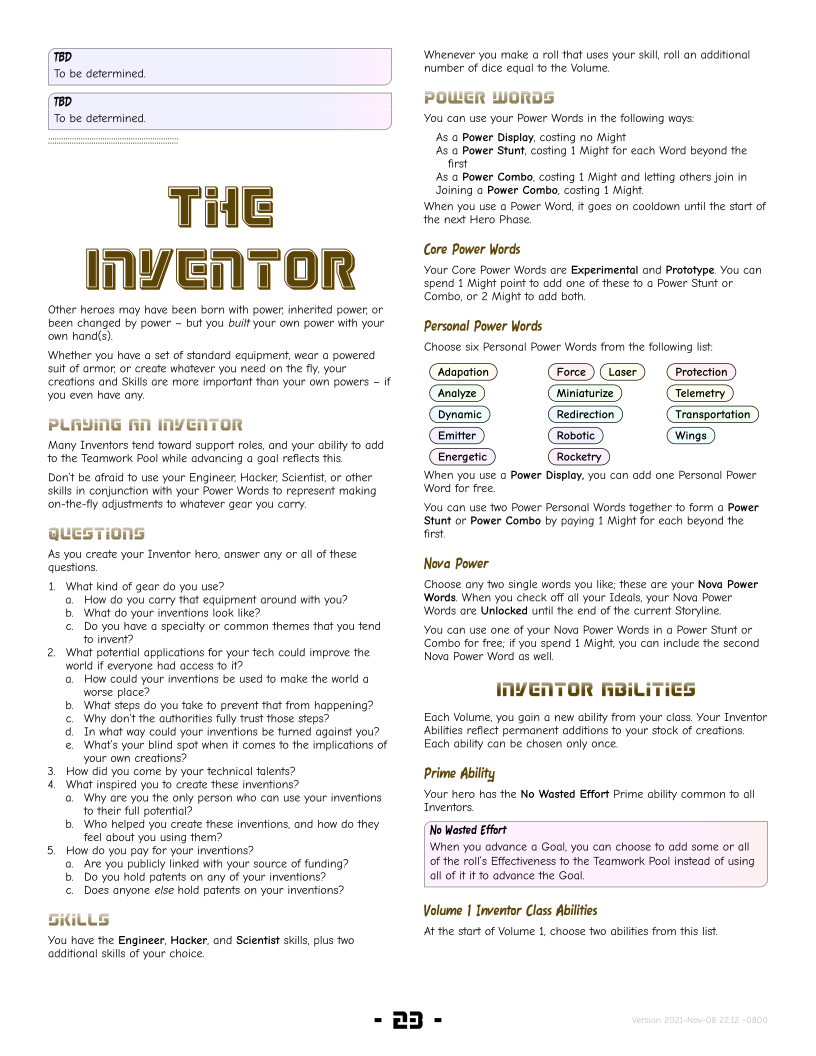 TBD
To be determined.
TBD
To be determined.
THE
INVENTOR
Other heroes may have been born with power, inherited power, or
been changed by power – but you built your own power with your
own hand(s).
Whether you have a set of standard equipment, wear a powered
suit of armor, or create whatever you need on the fly, your
creations and Skills are more important than your own powers – if
you even have any.
PLAYING AN INVENTOR
Many Inventors tend toward support roles, and your ability to add
to the Teamwork Pool while advancing a goal reflects this.
Don't be afraid to use your Engineer, Hacker, Scientist, or other
skills in conjunction with your Power Words to represent making
on-the-fly adjustments to whatever gear you carry.
QUESTIONS
As you create your Inventor hero, answer any or all of these
questions.
1. What kind of gear do you use?
a. How do you carry that equipment around with you?
b. What do your inventions look like?
c. Do you have a specialty or common themes that you tend
to invent?
2. What potential applications for your tech could improve the
world if everyone had access to it?
a. How could your inventions be used to make the world a
worse place?
b. What steps do you take to prevent that from happening?
c. Why don't the authorities fully trust those steps?
d. In what way could your inventions be turned against you?
e. What's your blind spot when it comes to the implications of
your own creations?
3. How did you come by your technical talents?
4. What inspired you to create these inventions?
a. Why are you the only person who can use your inventions
to their full potential?
b. Who helped you create these inventions, and how do they
feel about you using them?
5. How do you pay for your inventions?
a. Are you publicly linked with your source of funding?
b. Do you hold patents on any of your inventions?
c. Does anyone else hold patents on your inventions?
SKILLS
You have the Engineer, Hacker, and Scientist skills, plus two
additional skills of your choice.
Whenever you make a roll that uses your skill, roll an additional
number of dice equal to the Volume.
POWER WORDS
You can use your Power Words in the following ways:
As a Power Display, costing no Might
As a Power Stunt, costing 1 Might for each Word beyond the
first
As a Power Combo, costing 1 Might and letting others join in
Joining a Power Combo, costing 1 Might.
When you use a Power Word, it goes on cooldown until the start of
the next Hero Phase.
Core Power Words
Your Core Power Words are Experimental and Prototype. You can
spend 1 Might point to add one of these to a Power Stunt or
Combo, or 2 Might to add both.
Personal Power Words
Choose six Personal Power Words from the following list:
Adapation Force Laser Protection
Analyze Miniaturize Telemetry
Dynamic Redirection Transportation
Emitter Robotic Wings
Energetic Rocketry
When you use a Power Display, you can add one Personal Power
Word for free.
You can use two Power Personal Words together to form a Power
Stunt or Power Combo by paying 1 Might for each beyond the
first.
Nova Power
Choose any two single words you like; these are your Nova Power
Words. When you check off all your Ideals, your Nova Power
Words are Unlocked until the end of the current Storyline.
You can use one of your Nova Power Words in a Power Stunt or
Combo for free; if you spend 1 Might, you can include the second
Nova Power Word as well.
INVENTOR ABILITIES
Each Volume, you gain a new ability from your class. Your Inventor
Abilities reflect permanent additions to your stock of creations.
Each ability can be chosen only once.
Prime Ability
Your hero has the No Wasted Effort Prime ability common to all
Inventors.
No Wasted Effort
When you advance a Goal, you can choose to add some or all
of the roll's Effectiveness to the Teamwork Pool instead of using
all of it it to advance the Goal.
Volume 1 Inventor Class Abilities
At the start of Volume 1, choose two abilities from this list.
- 23 -
Version 2021-Nov-08 22:12 -0800